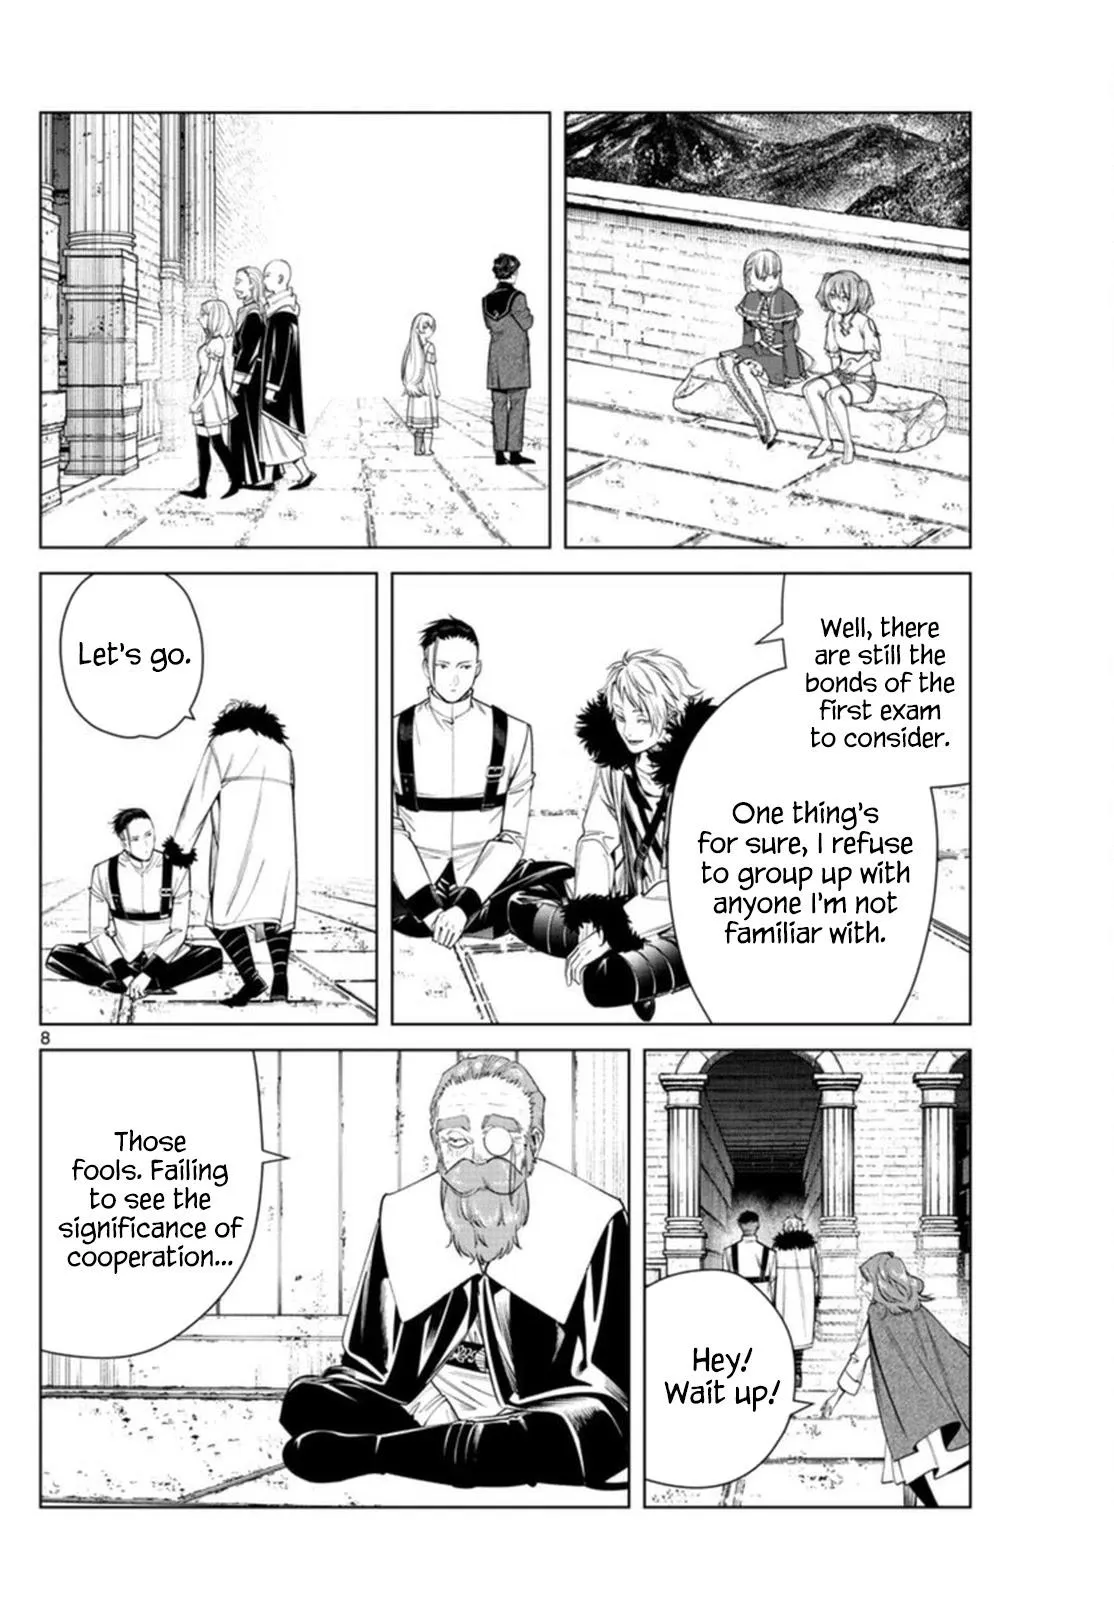 Well, there
are still the
bonds of the
first exam
to consider.
One thing's
for sure, I refuse
to group up with
anyone I'm not
familiar with.
Let's go.
8
Hey!
Wait up!
Those
fools. Failing
to see the
significance of
cooperation...